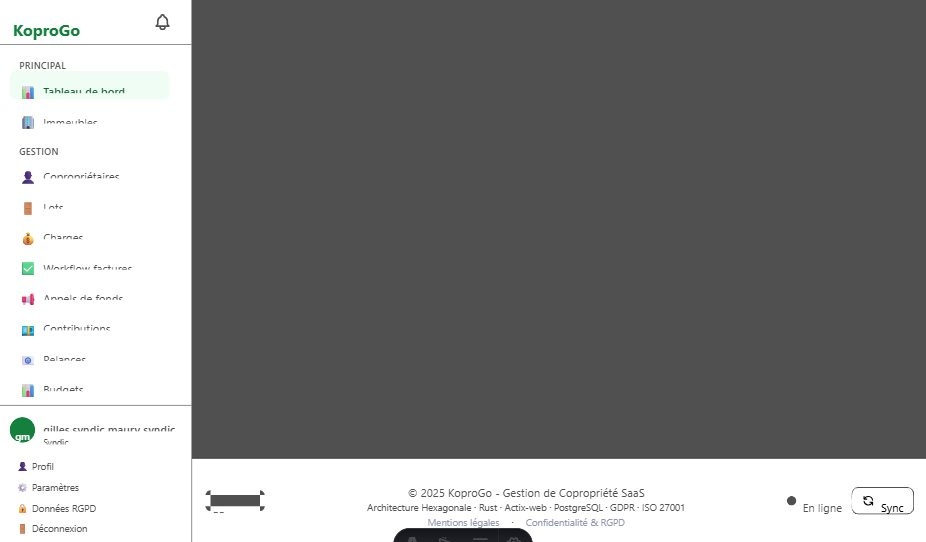 KoproGo
PRINCIPAL
Tableau de bord
Immeubles
GESTION
Copropriétaires
Lots
Charges
Workflow factures
Appels de fonds
Contributions
Relances
Budgets
gm
gilles.syndic maury.syndic
Syndic
Profil
Paramètres
Données RGPD
Déconnexion
© 2025 KoproGo - Gestion de Copropriété SaaS
Architecture Hexagonale · Rust · Actix-web · PostgreSQL · GDPR · ISO 27001
Mentions légales · Confidentialité & RGPD
En ligne
Sync